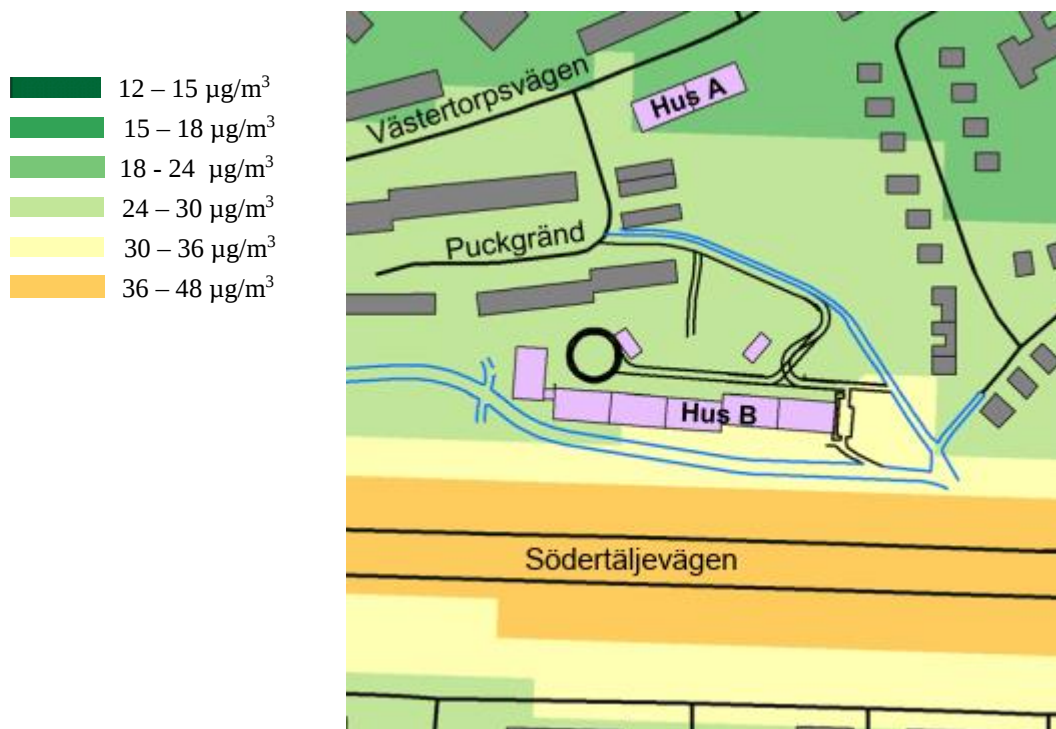 12 – 15 µg/m³
15 – 18 µg/m³
18 - 24 µg/m³
24 – 30 µg/m³
30 – 36 µg/m³
36 – 48 µg/m³
Västertorpsvägen
Hus A
Puckgränd
Hus B
Södertäljevägen